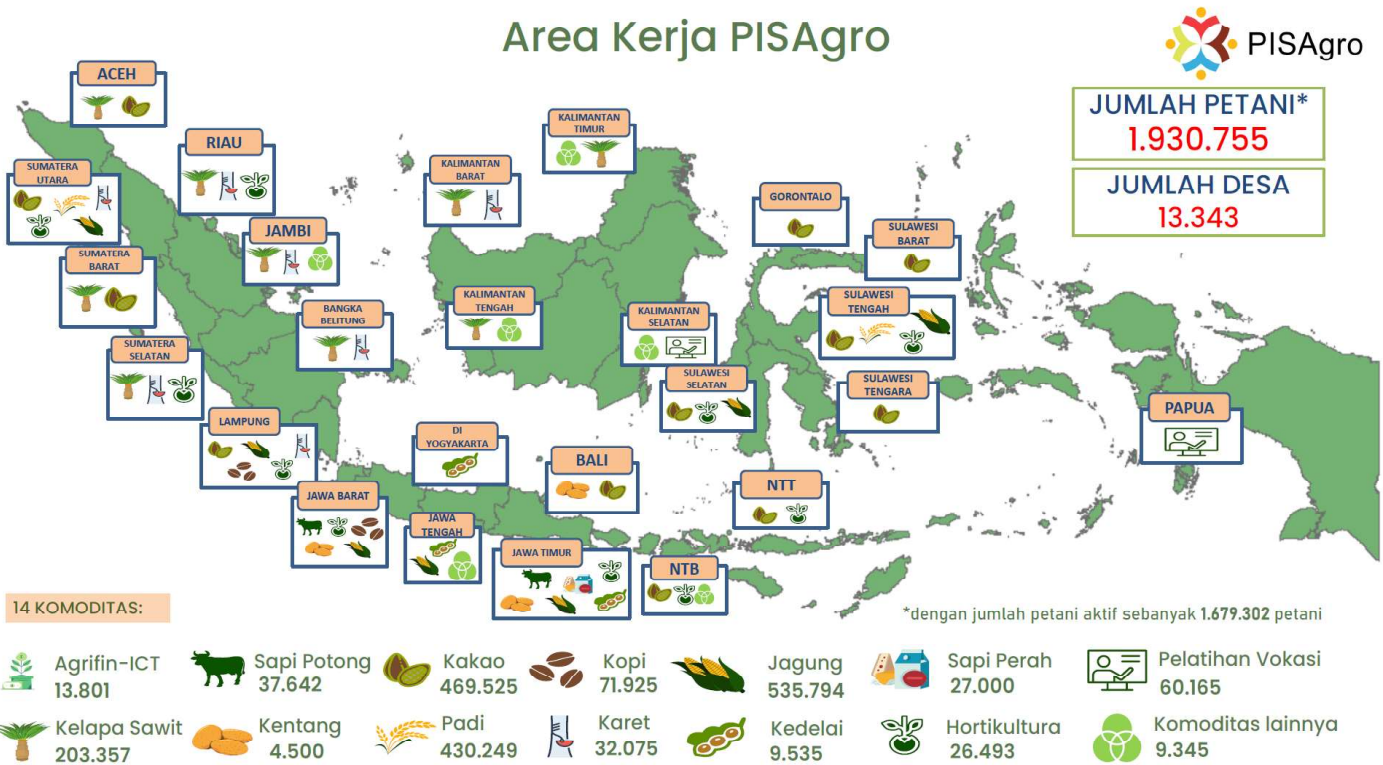 Area Kerja PISAgro
PISAgro
JUMLAH PETANI*
1.930.755
JUMLAH DESA
13.343
ACEH
RIAU
SUMATERA
UTARA
JAMBI
SUMATERA
BARAT
BANGKA
BELITUNG
SUMATERA
SELATAN
LAMPUNG
KALIMANTAN
TIMUR
KALIMANTAN
BARAT
KALIMANTAN
TENGAH
KALIMANTAN
SELATAN
GORONTALO
SULAWESI
BARAT
SULAWESI
TENGAH
SULAWESI
SELATAN
SULAWESI
TENGARA
PAPUA
DI
YOGYAKARTA
BALI
NTT
JAWA BARAT
JAWA
TENGAH
JAWA TIMUR
NTB
14 KOMODITAS:
*dengan jumlah petani aktif sebanyak 1.679.302 petani
Agrifin-ICT
13.801
Sapi Potong
37.642
Kakao
469.525
Kopi
71.925
Jagung
535.794
Sapi Perah
27.000
Pelatihan Vokasi
60.165
Kelapa Sawit
203.357
Kentang
4.500
Padi
430.249
Karet
32.075
Kedelai
9.535
Hortikultura
26.493
Komoditas lainnya
9.345